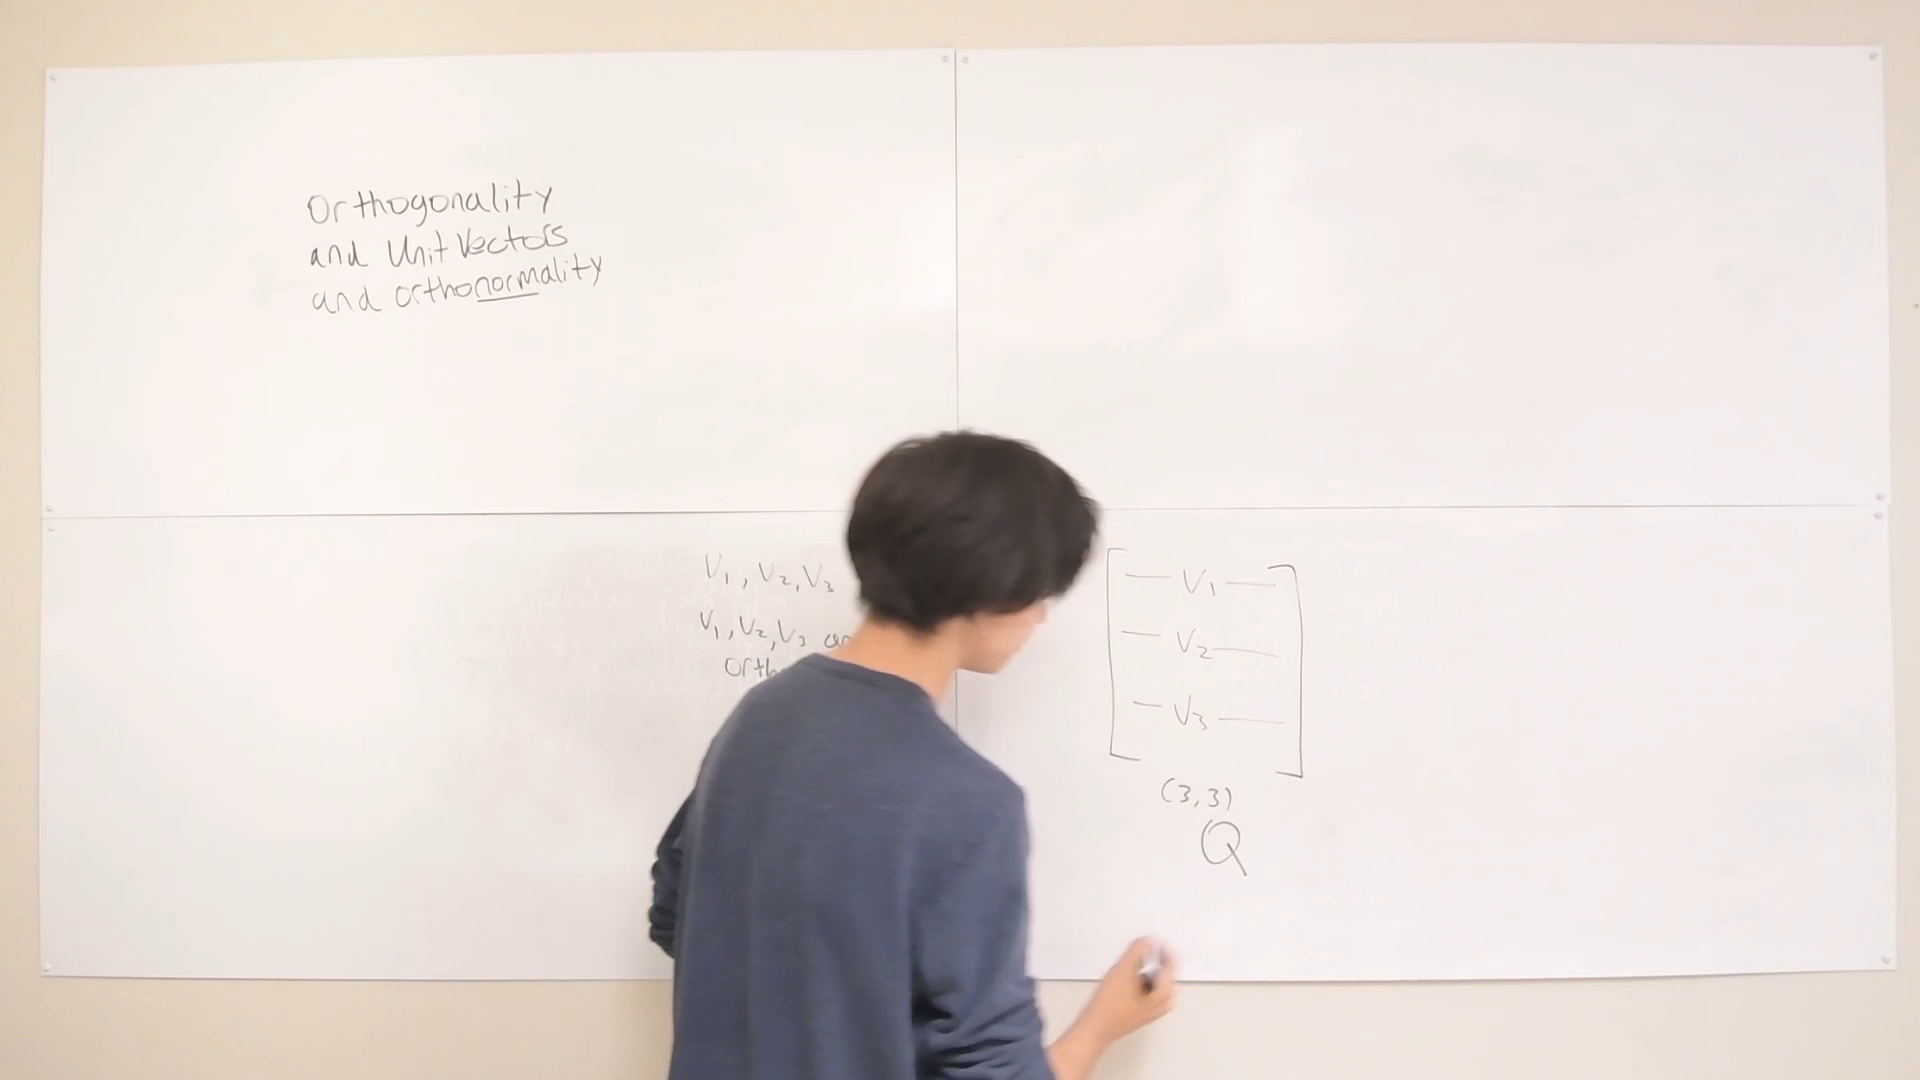 Orthogonality
and Unit Vectors
and orthonormality
V1, V2, V3
V1, V2, V3
— V1 —
— V2 —
— V3 —
(3,3)
Q